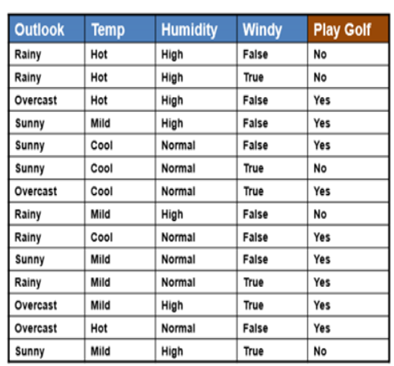 Outlook Temp Humidity Windy Play Golf
Rainy Hot High False No
Rainy Hot High True No
Overcast Hot High False Yes
Sunny Mild High False Yes
Sunny Cool Normal False Yes
Sunny Cool Normal True No
Overcast Cool Normal True Yes
Rainy Mild High False No
Rainy Cool Normal False Yes
Sunny Mild Normal False Yes
Rainy Mild Normal True Yes
Overcast Mild High True Yes
Overcast Hot Normal False Yes
Sunny Mild High True No